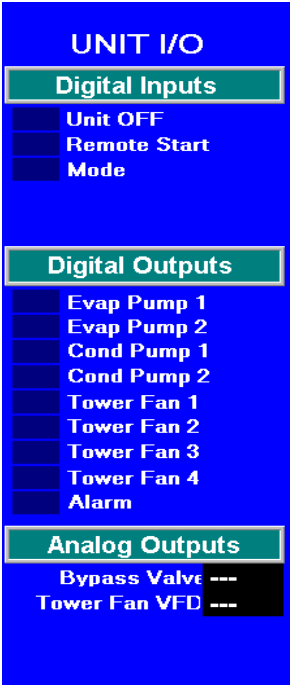 UNIT I/O
Digital Inputs
Unit OFF
Remote Start
Mode
Digital Outputs
Evap Pump 1
Evap Pump 2
Cond Pump 1
Cond Pump 2
Tower Fan 1
Tower Fan 2
Tower Fan 3
Tower Fan 4
Alarm
Analog Outputs
Bypass Valve ---
Tower Fan VFD ---